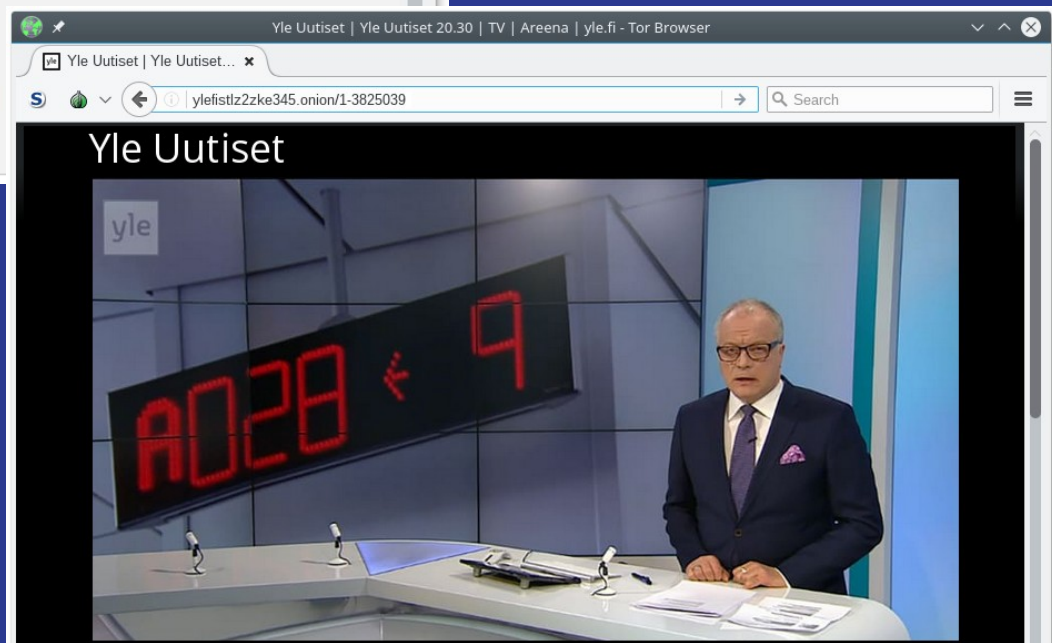 Yle Uutiset | Yle Uutiset 20.30 | TV | Areena | yle.fi - Tor Browser
yle Yle Uutiset | Yle Uutiset…
S
ylefistlz2zke345.onion/1-3825039 Search
Yle Uutiset
yle
A028 < 9